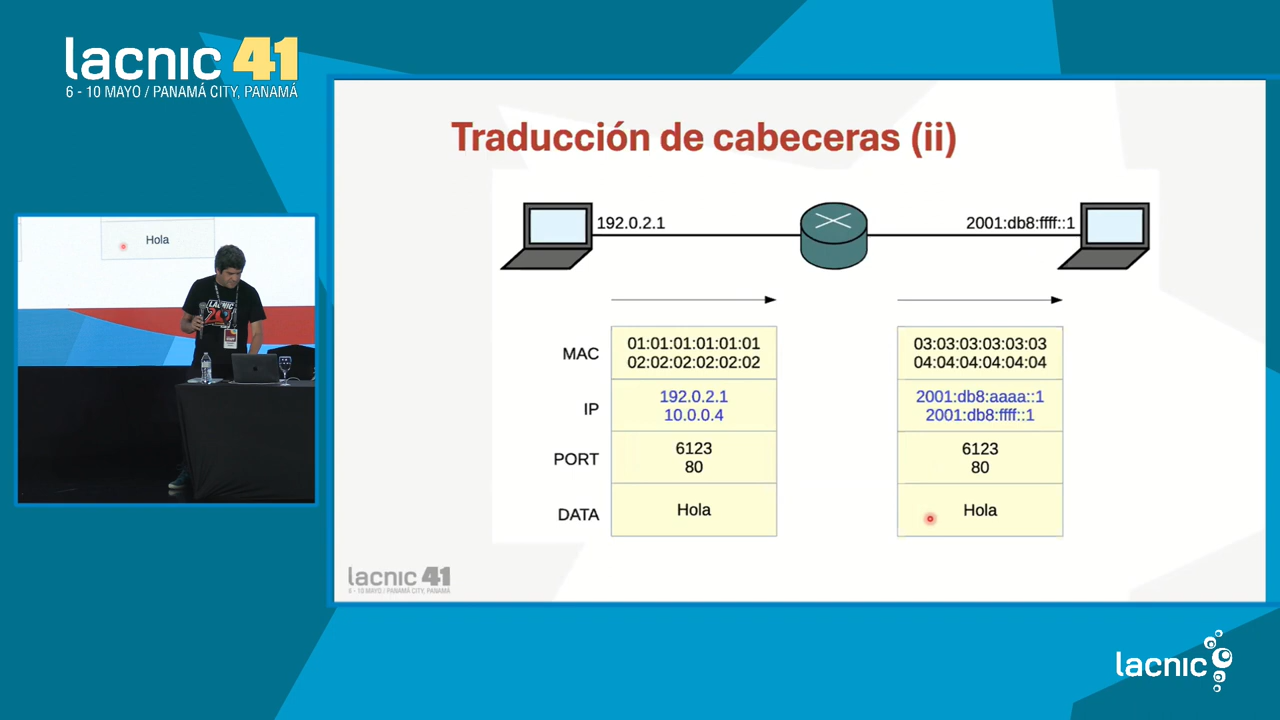 lacnic 41
6 - 10 MAYO / PANAMÁ CITY, PANAMÁ
Traducción de cabeceras (ii)
192.0.2.1
2001:db8:ffff::1
MAC
01:01:01:01:01:01
02:02:02:02:02:02
03:03:03:03:03:03
04:04:04:04:04:04
IP
192.0.2.1
10.0.0.4
2001:db8:aaaa::1
2001:db8:ffff::1
PORT
6123
80
6123
80
DATA
Hola
Hola
lacnic 41
6 - 10 MAYO / PANAMÁ CITY, PANAMÁ
Hola
LACNIC
lacnic